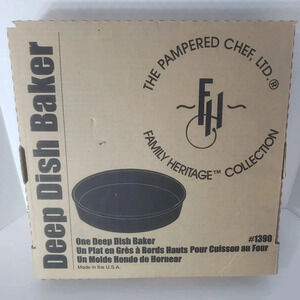 Deep Dish Baker
THE PAMPERED CHEF, LTD.®
FH
FAMILY HERITAGE™ COLLECTION
#1390
One Deep Dish Baker
Un Plat en Grès à Bords Hauts Pour Cuisson au Four
Un Molde Hondo de Hornear
Made in the U.S.A.